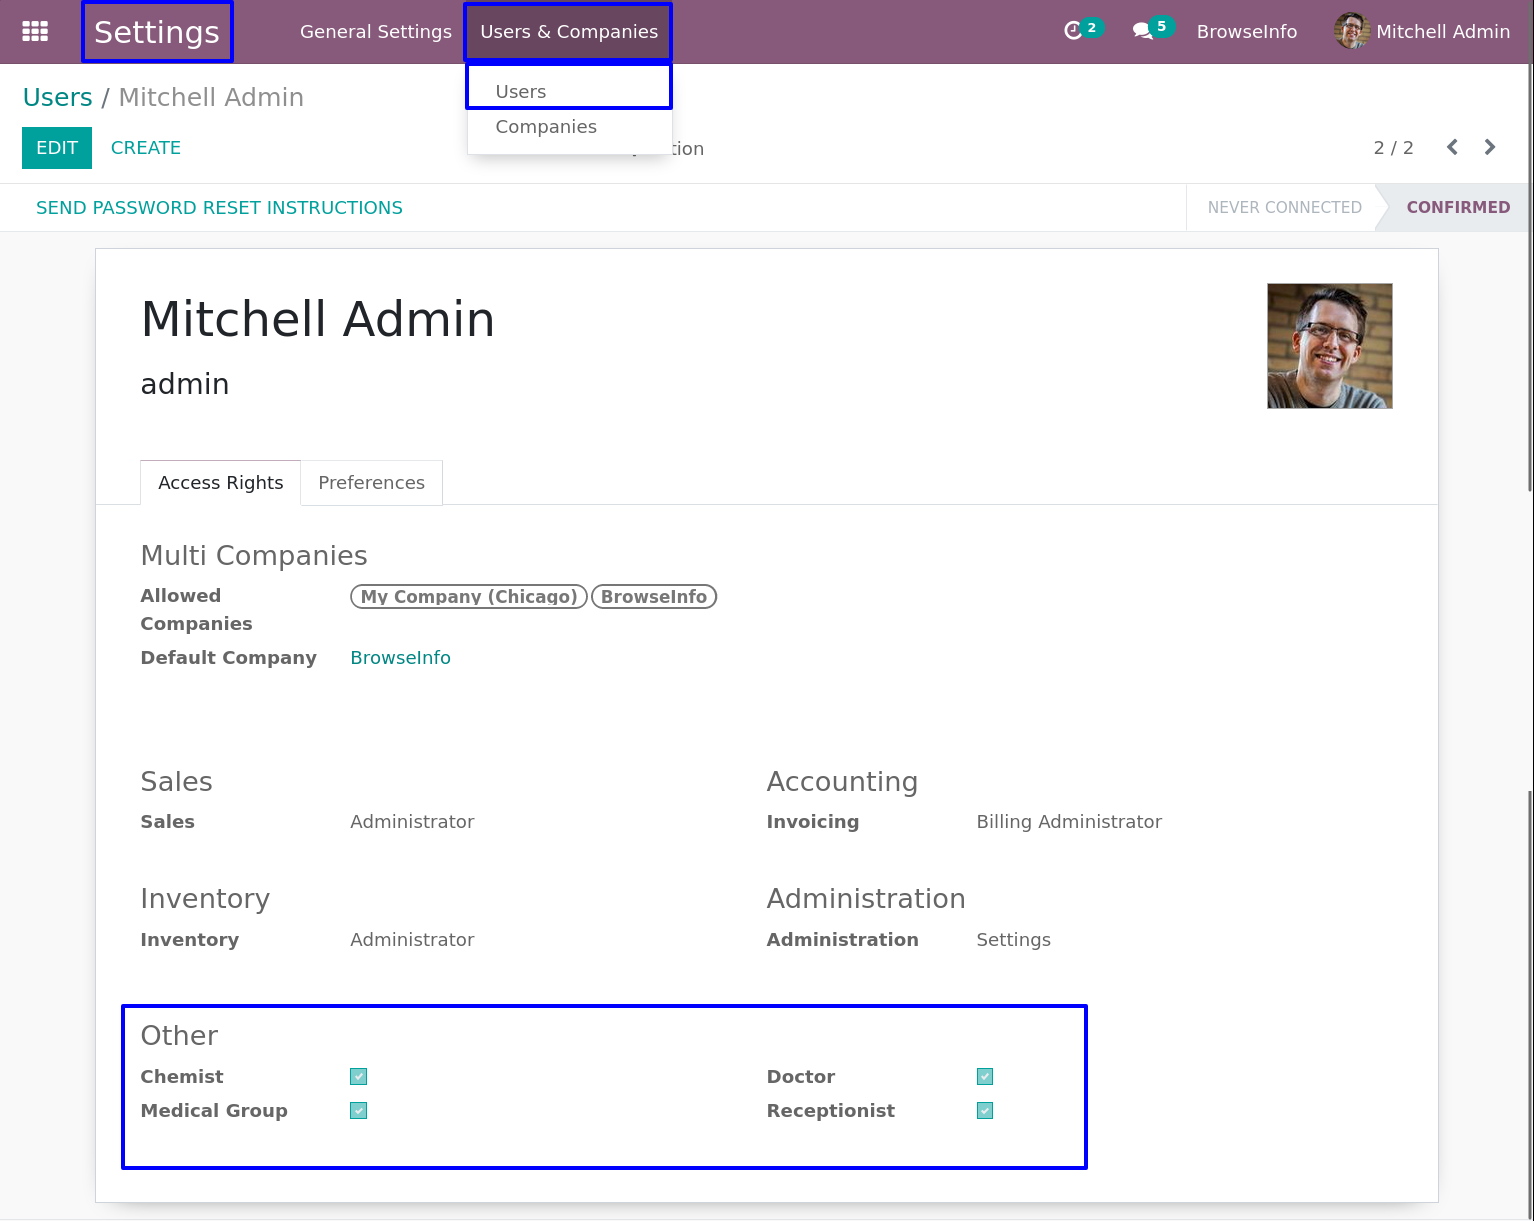 Settings General Settings Users & Companies 2 5 BrowseInfo Mitchell Admin
Users / Mitchell Admin
Users
Companies
EDIT CREATE 2 / 2
SEND PASSWORD RESET INSTRUCTIONS NEVER CONNECTED CONFIRMED
Mitchell Admin
admin
Access Rights Preferences
Multi Companies
Allowed Companies My Company (Chicago) BrowseInfo
Default Company BrowseInfo
Sales Accounting
Sales Administrator Invoicing Billing Administrator
Inventory Administration
Inventory Administrator Administration Settings
Other
Chemist Doctor
Medical Group Receptionist